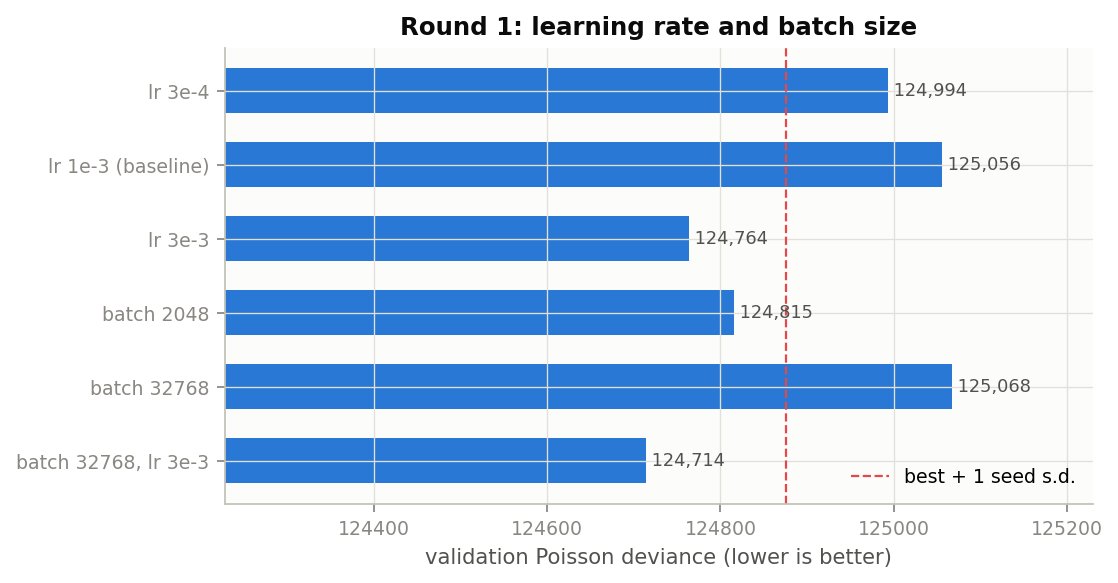 Round 1: learning rate and batch size
lr 3e-4
124,994
lr 1e-3 (baseline)
125,056
lr 3e-3
124,764
batch 2048
124,815
batch 32768
125,068
batch 32768, lr 3e-3
124,714
best + 1 seed s.d.
124400 124600 124800 125000 125200
validation Poisson deviance (lower is better)